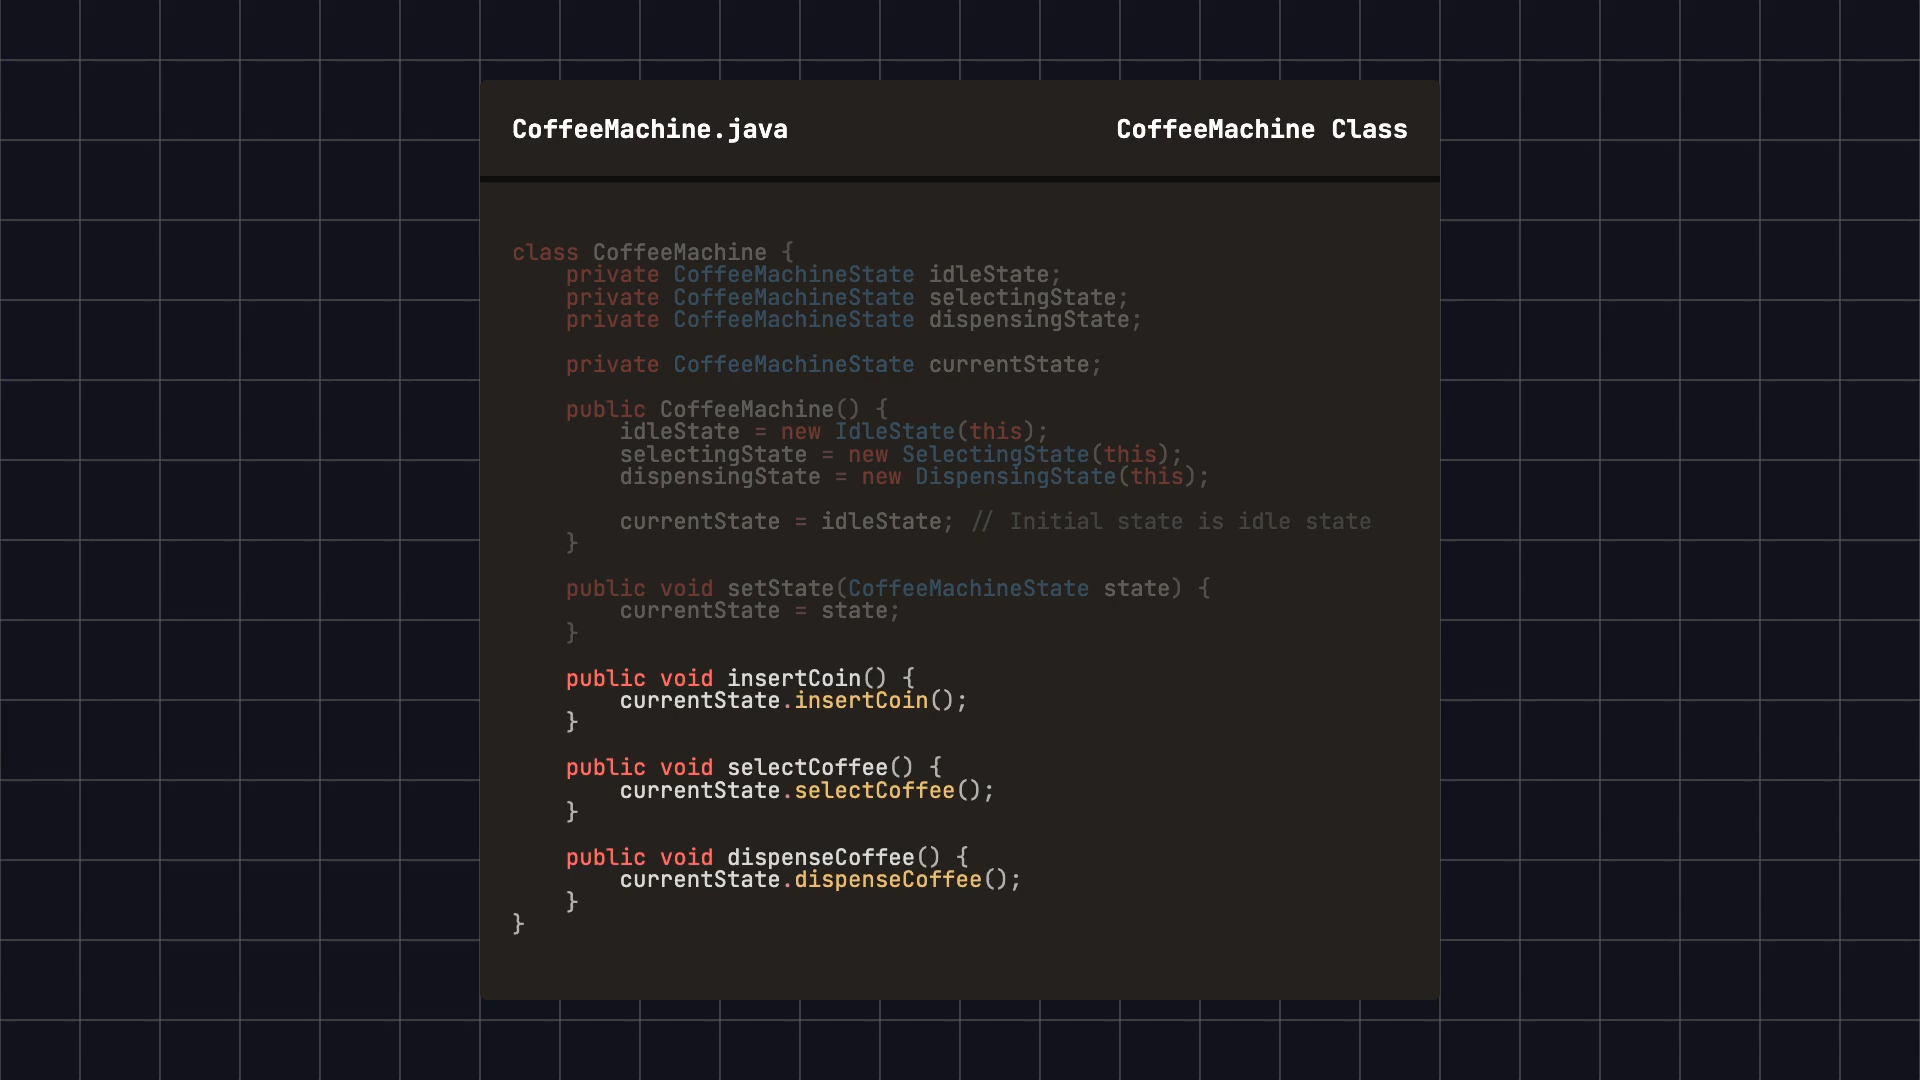 CoffeeMachine.java
CoffeeMachine Class
class CoffeeMachine {
    private CoffeeMachineState idleState;
    private CoffeeMachineState selectingState;
    private CoffeeMachineState dispensingState;

    private CoffeeMachineState currentState;

    public CoffeeMachine() {
        idleState = new IdleState(this);
        selectingState = new SelectingState(this);
        dispensingState = new DispensingState(this);

        currentState = idleState; // Initial state is idle state
    }

    public void setState(CoffeeMachineState state) {
        currentState = state;
    }

    public void insertCoin() {
        currentState.insertCoin();
    }

    public void selectCoffee() {
        currentState.selectCoffee();
    }

    public void dispenseCoffee() {
        currentState.dispenseCoffee();
    }
}